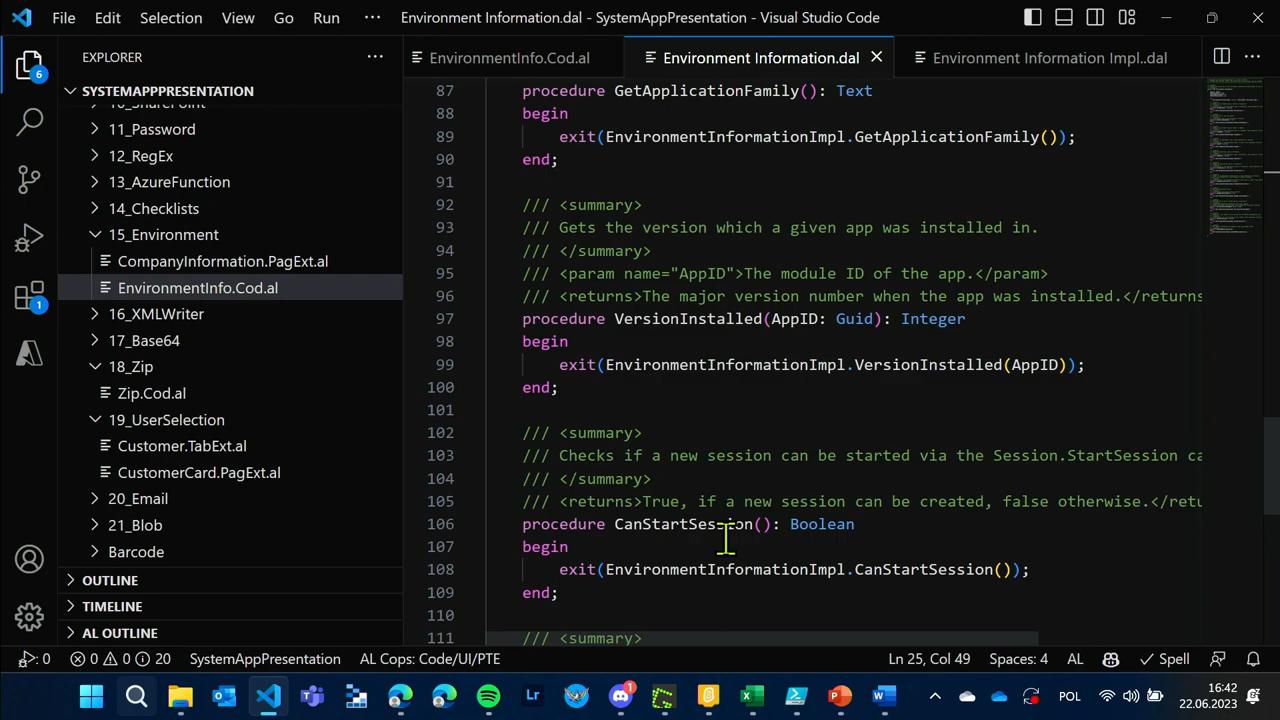 File Edit Selection View Go Run ··· Environment Information.dal - SystemAppPresentation - Visual Studio Code
EXPLORER ···
6
SYSTEMAPPPRESENTATION
11_Password
12_RegEx
13_AzureFunction
14_Checklists
15_Environment
CompanyInformation.PagExt.al
EnvironmentInfo.Cod.al
1
16_XMLWriter
17_Base64
18_Zip
Zip.Cod.al
19_UserSelection
Customer.TabExt.al
CustomerCard.PagExt.al
20_Email
21_Blob
Barcode
OUTLINE
TIMELINE
AL OUTLINE
EnvironmentInfo.Cod.al Environment Information.dal Environment Information Impl..dal ···
87 procedure GetApplicationFamily(): Text
begin
exit(EnvironmentInformationImpl.GetApplicationFamily());
90 end;
92 <summary>
version which a given app was installed in.
94 /// </summary>
95 /// <param name="AppID">The module ID of the app.</param>
96 /// <returns>The major version number when the app was installed.</returns
97 procedure VersionInstalled(AppID: Guid): Integer
98 begin
99 exit(EnvironmentInformationImpl.VersionInstalled(AppID));
100 end;
101
102 /// <summary>
103 /// Checks if a new session can be started via the Session.StartSession ca
104 /// </summary>
105 /// <returns>True, if a new session can be created, false otherwise.</retu
106 procedure CanStartSession(): Boolean
107 begin
108 exit(EnvironmentInformationImpl.CanStartSession());
109 end;
110
111 /// <summary>
0 0 0 20 SystemAppPresentation AL Cops: Code/UI/PTE Ln 25, Col 49 Spaces: 4 AL Spell
Lr 1 POL 16:42
22.06.2023